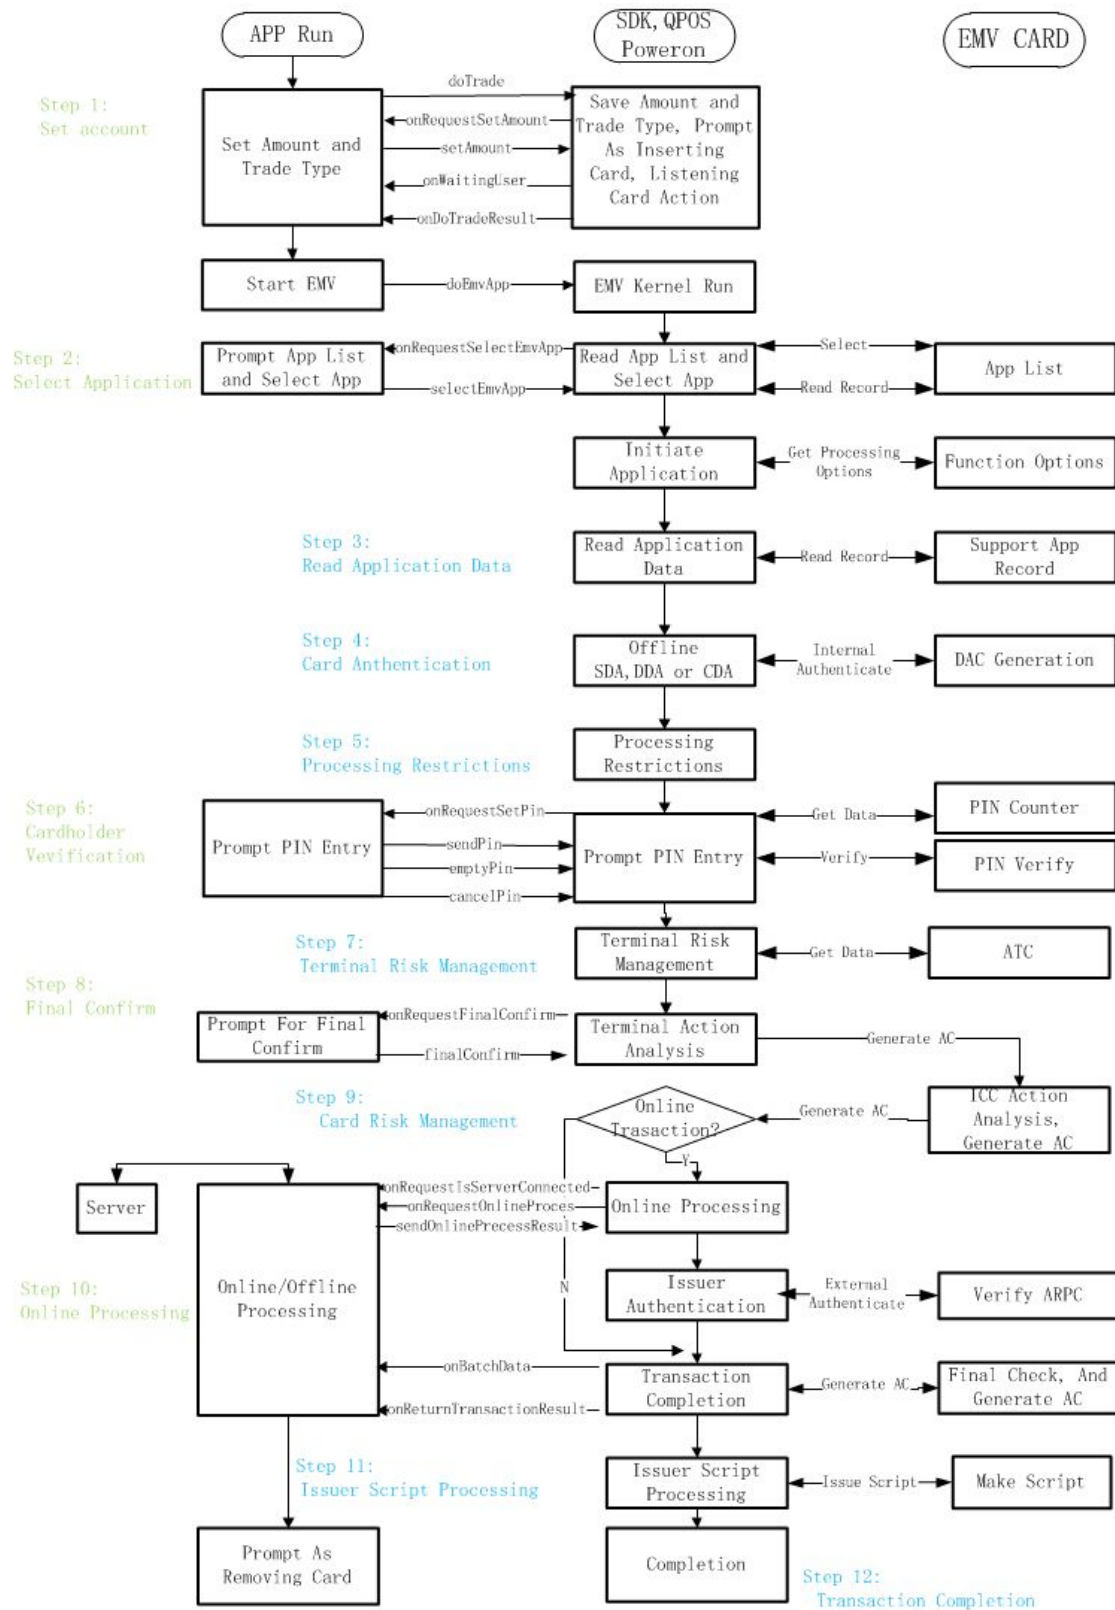 APP Run
SDK,QPOS
Poweron
EMV CARD
Step 1:
Set account
Set Amount and
Trade Type
doTrade
onRequestSetAmount
setAmount
onWaitingUser
onDoTradeResult
Save Amount and
Trade Type, Prompt
As Inserting
Card, Listening
Card Action
Start EMV
doEmvApp
EMV Kernel Run
Step 2:
Select Application
Prompt App List
and Select App
onRequestSelectEmvApp
selectEmvApp
Read App List and
Select App
Select
Read Record
App List
Initiate
Application
Get Processing
Options
Function Options
Step 3:
Read Application Data
Read Application
Data
Read Record
Support App
Record
Step 4:
Card Anthentication
Offline
SDA,DDA or CDA
Internal
Authenticate
DAC Generation
Step 5:
Processing Restrictions
Processing
Restrictions
Step 6:
Cardholder
Vevification
Prompt PIN Entry
onRequestSetPin
sendPin
emptyPin
cancelPin
Prompt PIN Entry
Get Data
Verify
PIN Counter
PIN Verify
Step 7:
Terminal Risk Management
Terminal Risk
Management
Get Data
ATC
Step 8:
Final Confirm
Prompt For Final
Confirm
onRequestFinalConfirm
finalConfirm
Terminal Action
Analysis
Generate AC
Step 9:
Card Risk Management
Online
Trasaction?
Generate AC
ICC Action
Analysis,
Generate AC
Y
Server
onRequestIsServerConnected
onRequestOnlineProces
sendOnlinePrecessResult
Online Processing
Step 10:
Online Processing
Online/Offline
Processing
N
Issuer
Authentication
External
Authenticate
Verify ARPC
onBatchData
onReturnTransactionResult
Transaction
Completion
Generate AC
Final Check, And
Generate AC
Step 11:
Issuer Script Processing
Issuer Script
Processing
Issue Script
Make Script
Prompt As
Removing Card
Completion
Step 12:
Transaction Completion